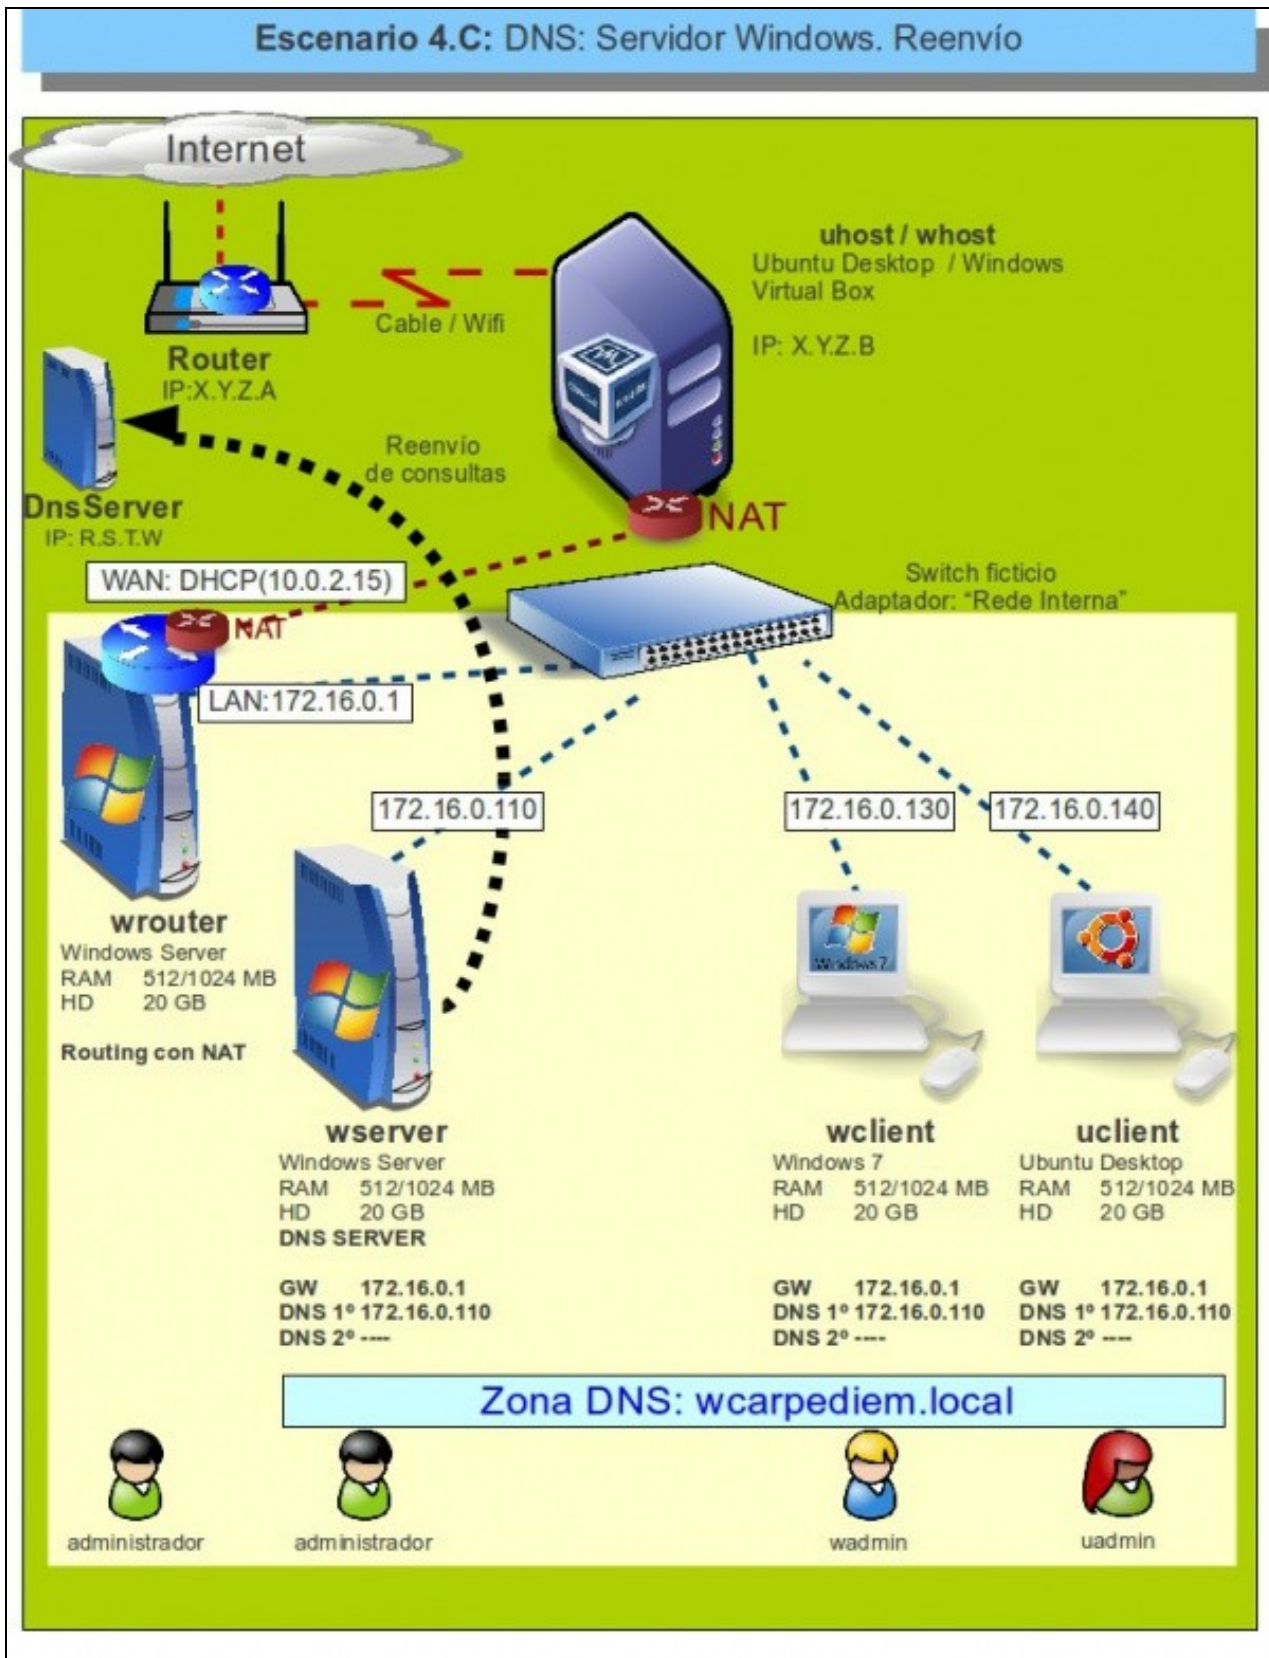 Escenario 4.C: DNS: Servidor Windows. Reenvío
Internet
uhost / whost
Ubuntu Desktop / Windows
Virtual Box
IP: X.Y.Z.B
Cable / Wifi
Router
IP:X.Y.Z.A
Reenvío
de consultas
DnsServer
IP: R.S.T.W
NAT
WAN: DHCP(10.0.2.15)
Switch ficticio
Adaptador: “Rede Interna”
NAT
LAN:172.16.0.1
172.16.0.110
172.16.0.130
172.16.0.140
Windows 7
wrouter
Windows Server
RAM 512/1024 MB
HD 20 GB
Routing con NAT
wserver
Windows Server
RAM 512/1024 MB
HD 20 GB
DNS SERVER
GW 172.16.0.1
DNS 1º 172.16.0.110
DNS 2º ----
wclient
Windows 7
RAM 512/1024 MB
HD 20 GB
GW 172.16.0.1
DNS 1º 172.16.0.110
DNS 2º ----
uclient
Ubuntu Desktop
RAM 512/1024 MB
HD 20 GB
GW 172.16.0.1
DNS 1º 172.16.0.110
DNS 2º ----
Zona DNS: wcarpediem.local
administrador
administrador
wadmin
uadmin